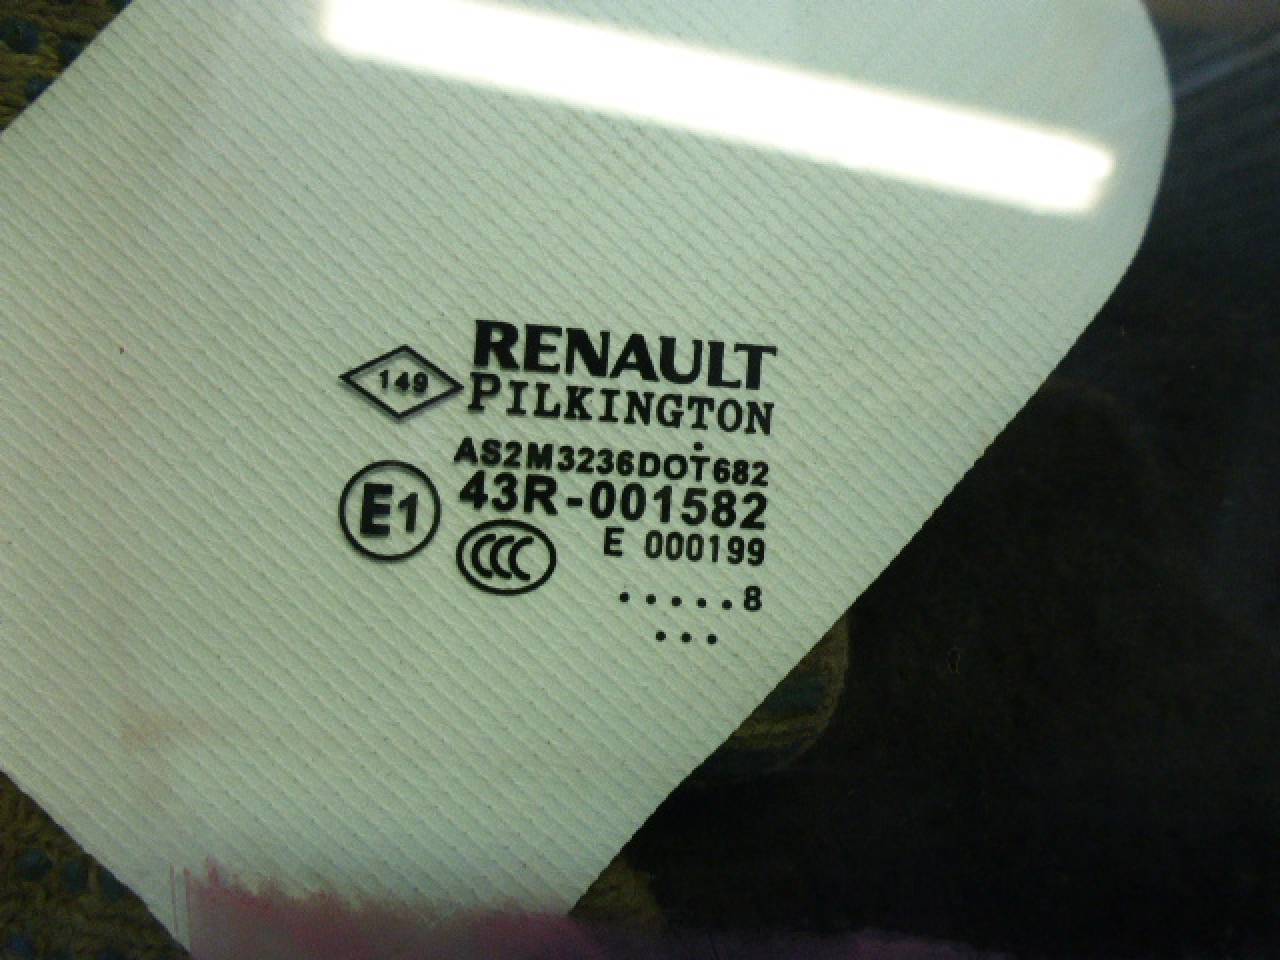 RENAULT
149
PILKINGTON
AS2M3236DOT682
E1
43R-001582
CCC
E 000199
.....8
...